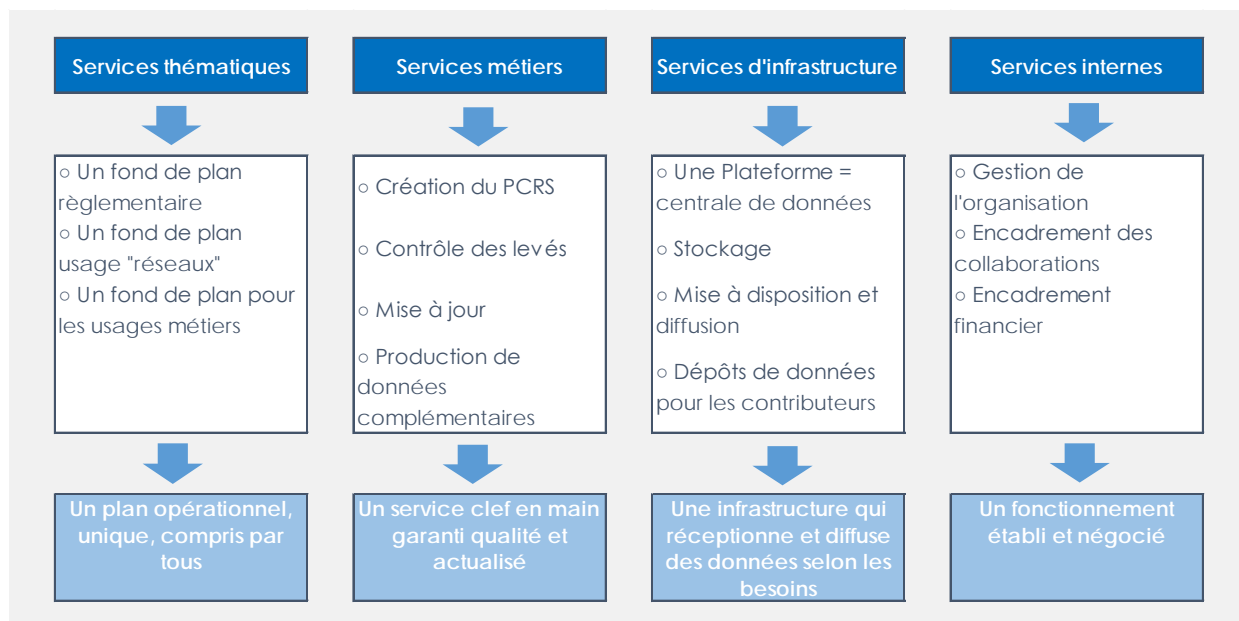 Services thématiques
○ Un fond de plan
règlementaire
○ Un fond de plan
usage "réseaux"
○ Un fond de plan pour
les usages métiers
Un plan opérationnel,
unique, compris par
tous
Services métiers
○ Création du PCRS
○ Contrôle des levés
○ Mise à jour
○ Production de
données
complémentaires
Un service clef en main
garanti qualité et
actualisé
Services d'infrastructure
○ Une Plateforme =
centrale de données
○ Stockage
○ Mise à disposition et
diffusion
○ Dépôts de données
pour les contributeurs
Une infrastructure qui
réceptionne et diffuse
des données selon les
besoins
Services internes
○ Gestion de
l'organisation
○ Encadrement des
collaborations
○ Encadrement
financier
Un fonctionnement
établi et négocié